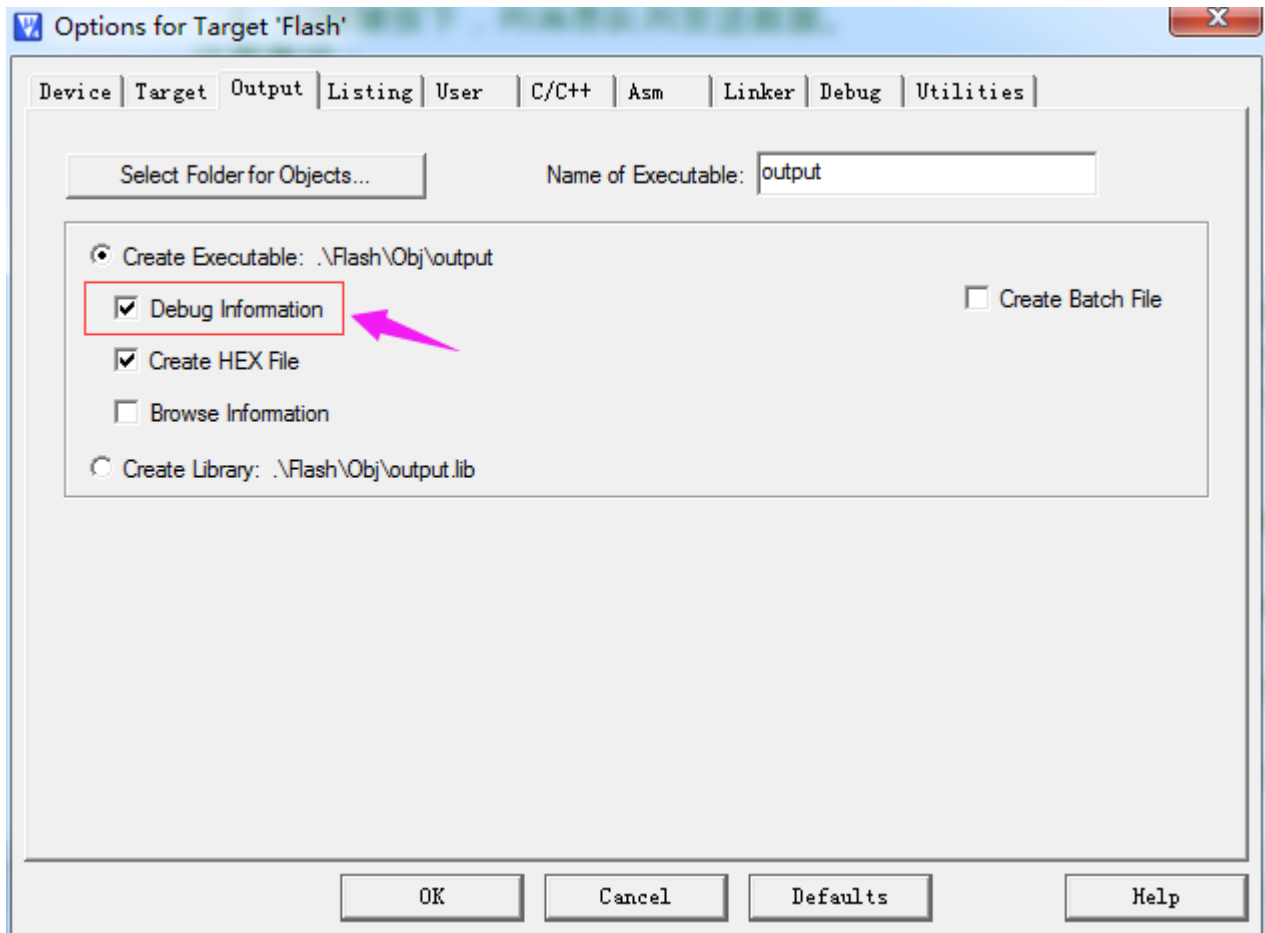 Options for Target 'Flash'
Device Target Output Listing User C/C++ Asm Linker Debug Utilities
Select Folder for Objects... Name of Executable: output
Create Executable: .\Flash\Obj\output
Debug Information Create Batch File
Create HEX File
Browse Information
Create Library: .\Flash\Obj\output.lib
OK Cancel Defaults Help